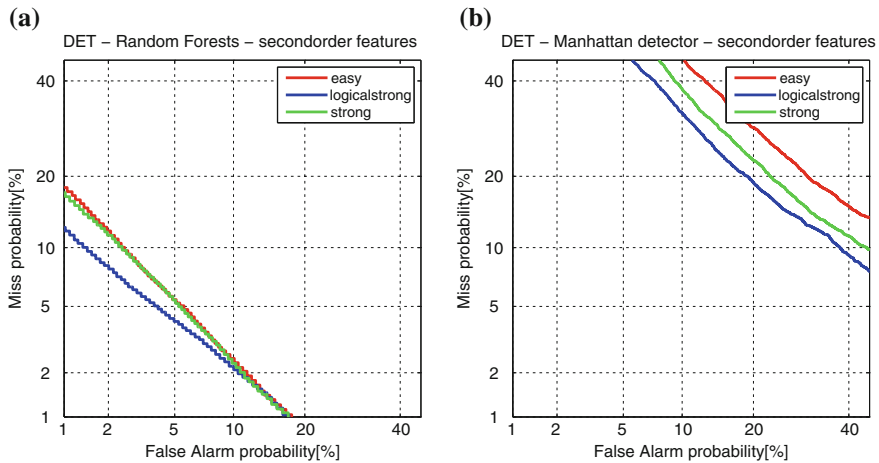 (a)
DET – Random Forests – secondorder features
easy
logicalstrong
strong
40
20
10
5
2
1
Miss probability[%]
1 2 5 10 20 40
False Alarm probability[%]
(b)
DET – Manhattan detector – secondorder features
easy
logicalstrong
strong
40
20
10
5
2
1
Miss probability[%]
1 2 5 10 20 40
False Alarm probability[%]